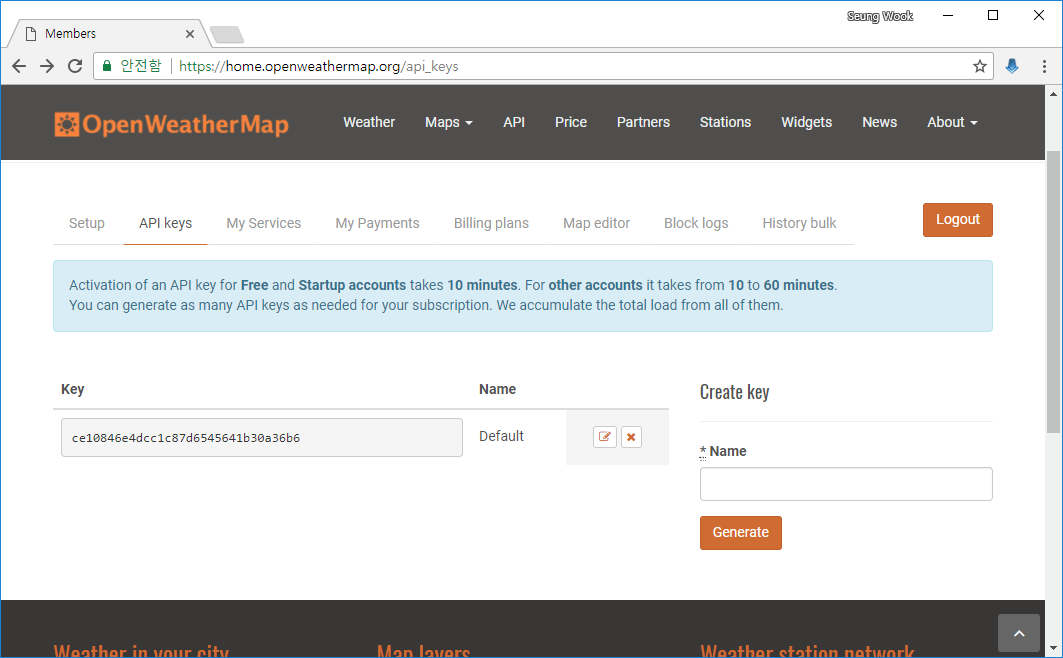 Seung Wook
Members
안전함 https://home.openweathermap.org/api_keys
OpenWeatherMap Weather Maps API Price Partners Stations Widgets News About
Setup API keys My Services My Payments Billing plans Map editor Block logs History bulk Logout
Activation of an API key for Free and Startup accounts takes 10 minutes. For other accounts it takes from 10 to 60 minutes.
You can generate as many API keys as needed for your subscription. We accumulate the total load from all of them.
Key Name
ce10846e4dcc1c87d6545641b30a36b6 Default
Create key
* Name
Generate
Weather in your city Map layers Weather station network